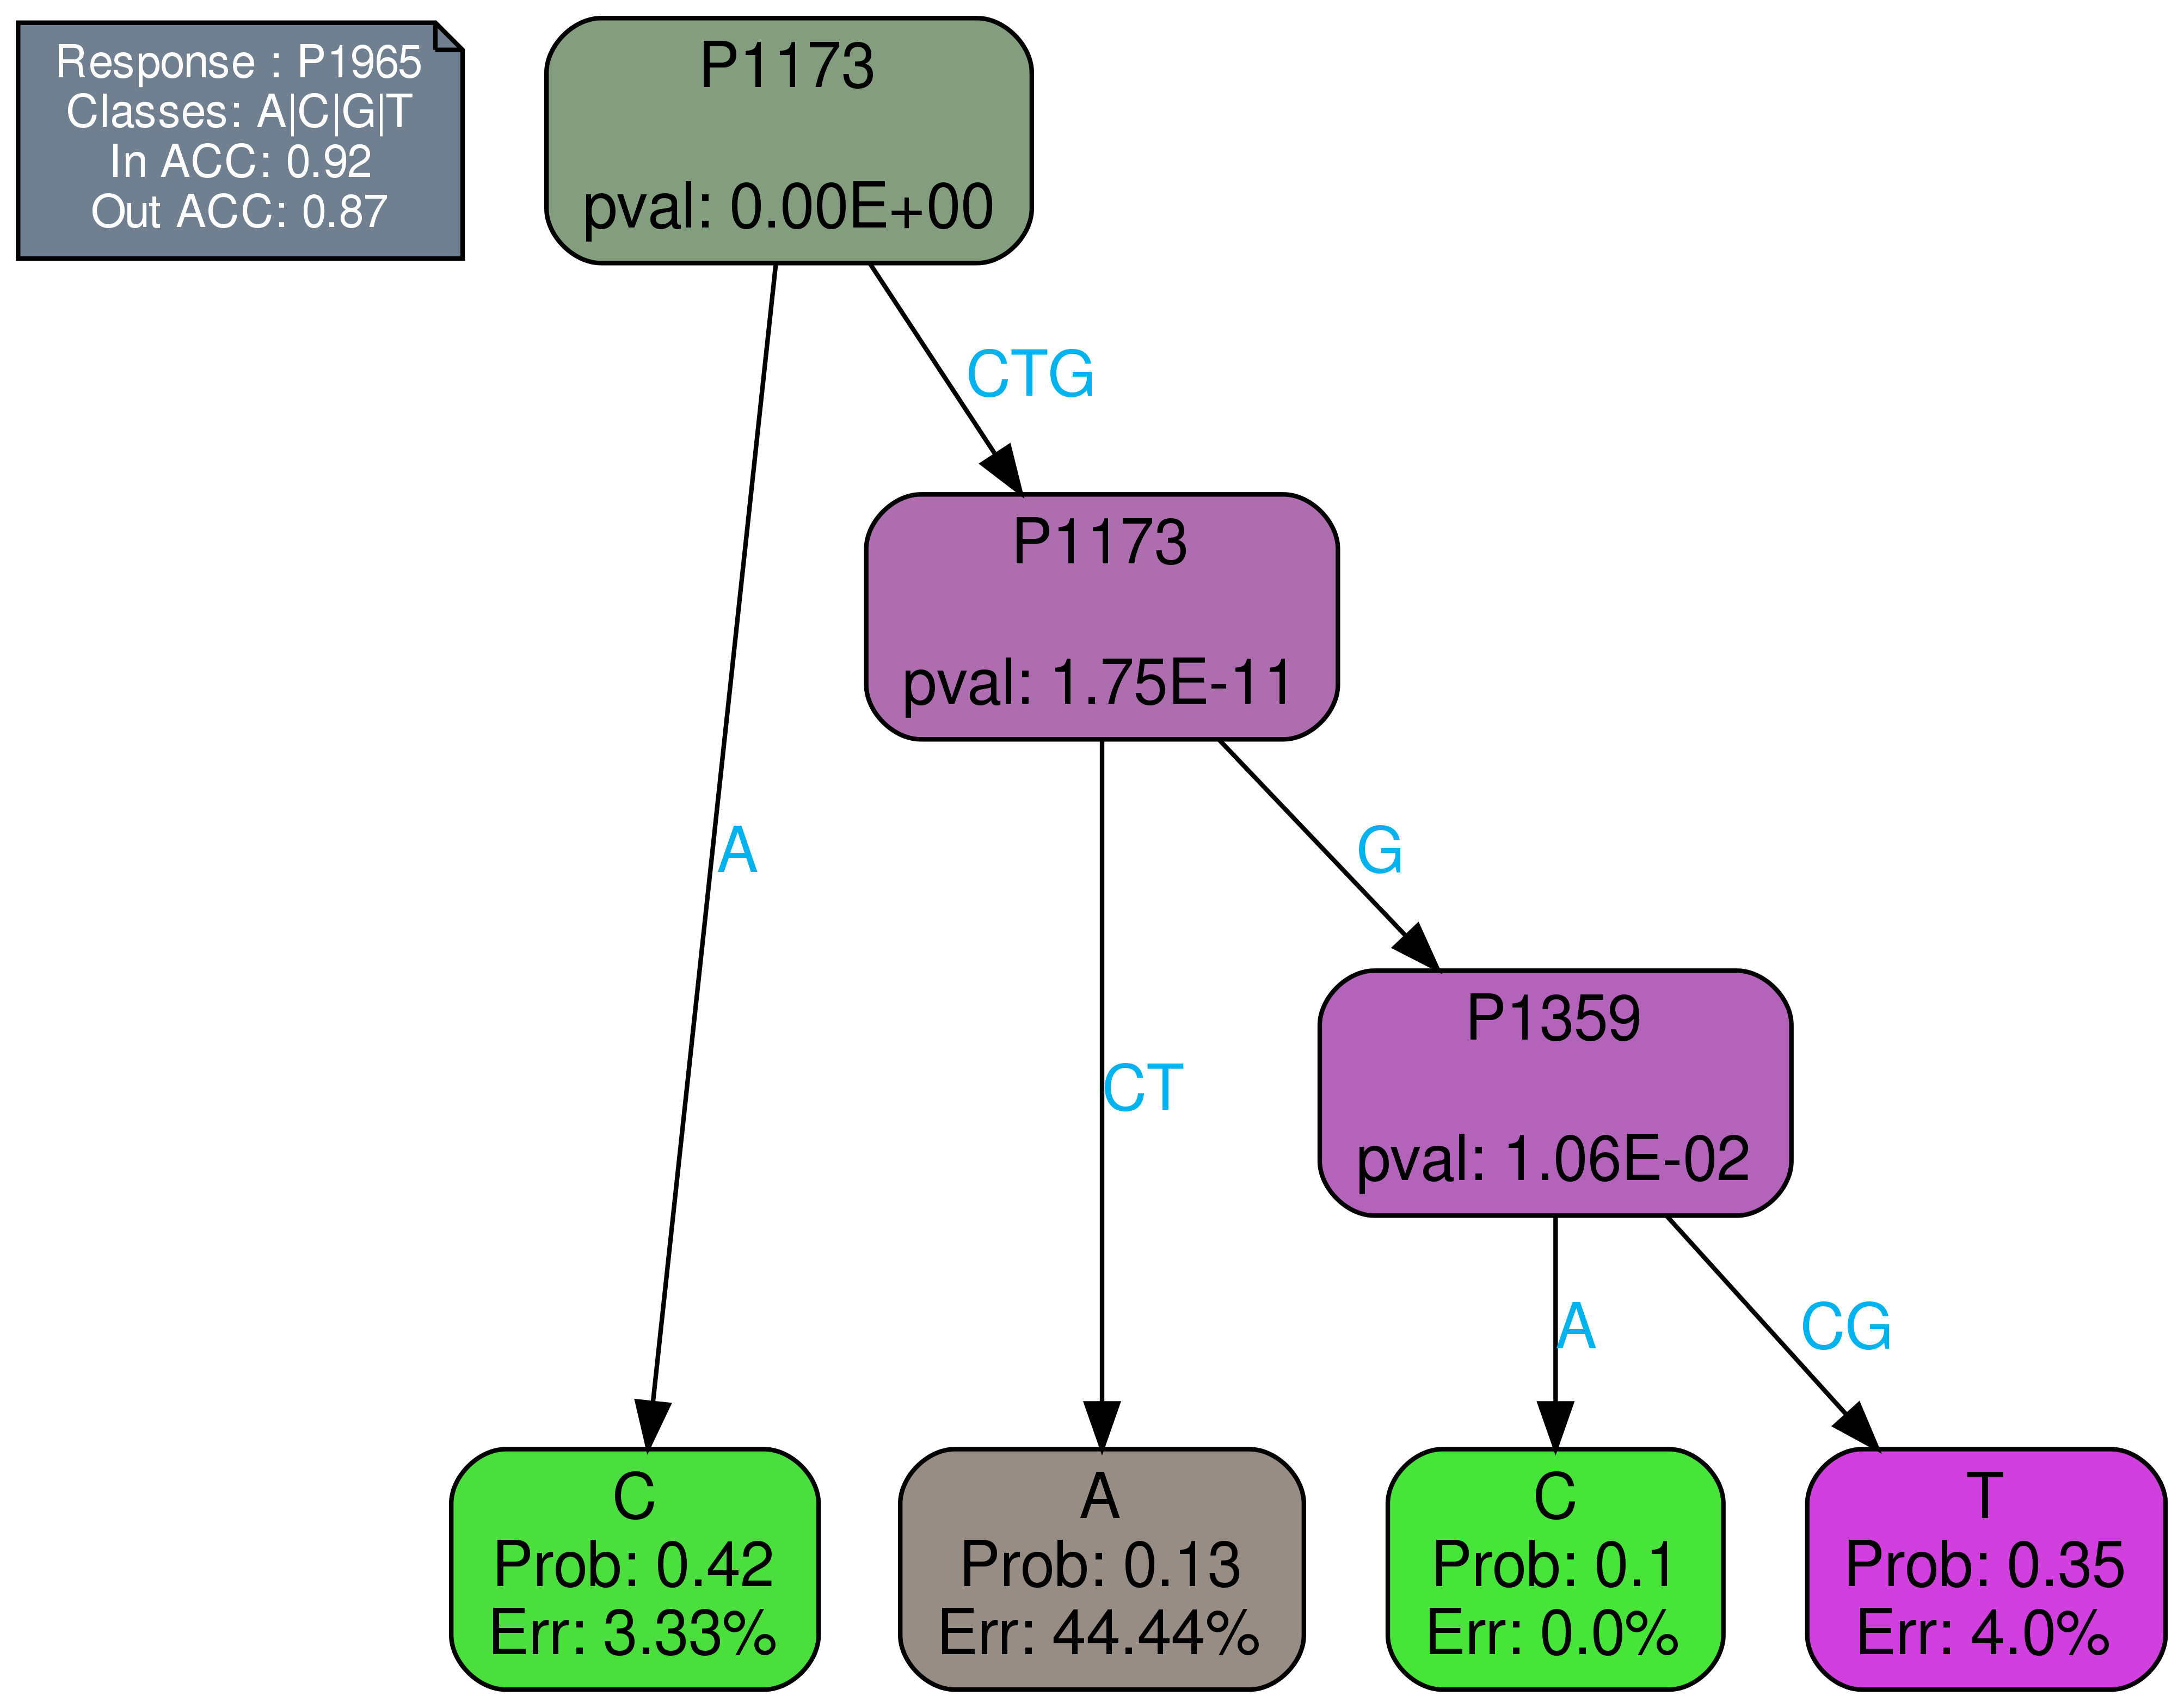 Response : P1965
Classes: A|C|G|T
In ACC: 0.92
Out ACC: 0.87
P1173
pval: 0.00E+00
CTG
P1173
pval: 1.75E-11
A
G
CT
P1359
pval: 1.06E-02
A
CG
C
Prob: 0.42
Err: 3.33%
A
Prob: 0.13
Err: 44.44%
C
Prob: 0.1
Err: 0.0%
T
Prob: 0.35
Err: 4.0%